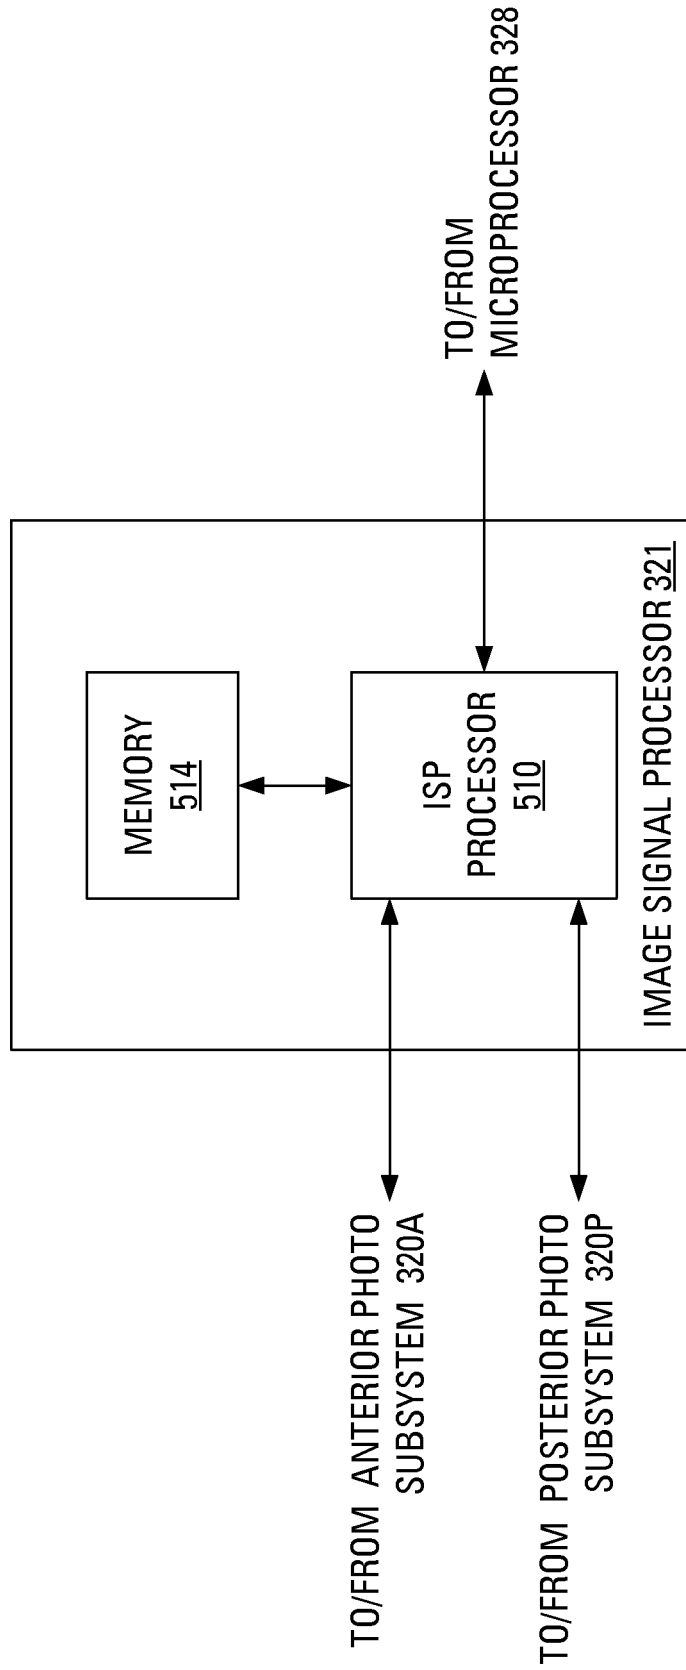 MEMORY
514
ISP
PROCESSOR
510
IMAGE SIGNAL PROCESSOR 321
TO/FROM ANTERIOR PHOTO
SUBSYSTEM 320A
TO/FROM POSTERIOR PHOTO
SUBSYSTEM 320P
TO/FROM
MICROPROCESSOR 328